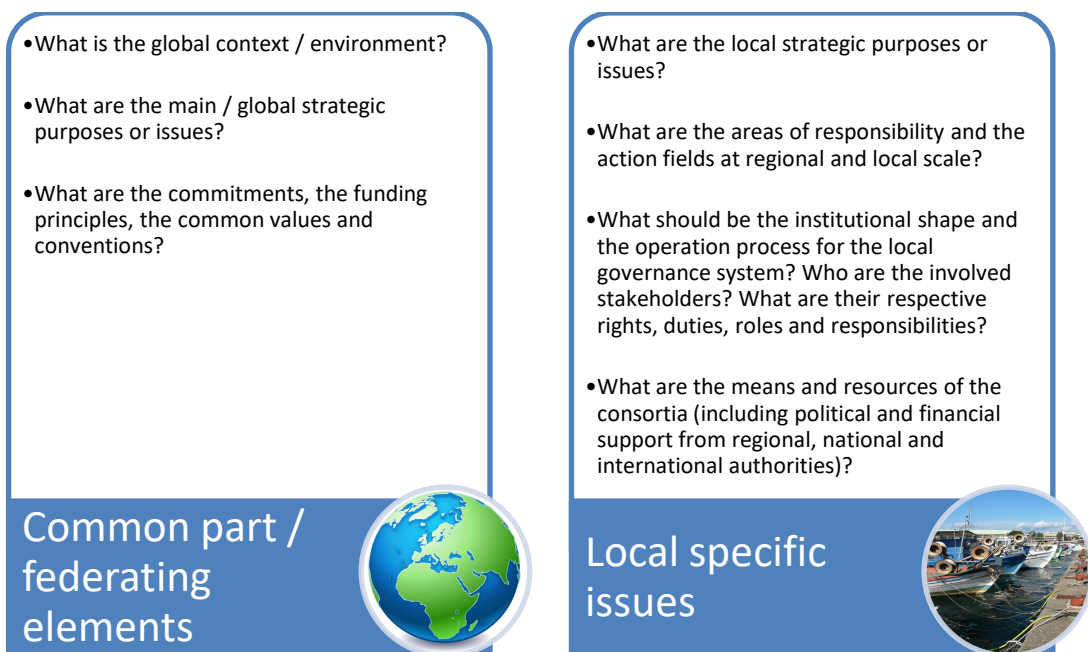 •What is the global context / environment?
•What are the main / global strategic
purposes or issues?
•What are the commitments, the funding
principles, the common values and
conventions?
Common part /
federating
elements
•What are the local strategic purposes or
issues?
•What are the areas of responsibility and the
action fields at regional and local scale?
•What should be the institutional shape and
the operation process for the local
governance system? Who are the involved
stakeholders? What are their respective
rights, duties, roles and responsibilities?
•What are the means and resources of the
consortia (including political and financial
support from regional, national and
international authorities)?
Local specific
issues